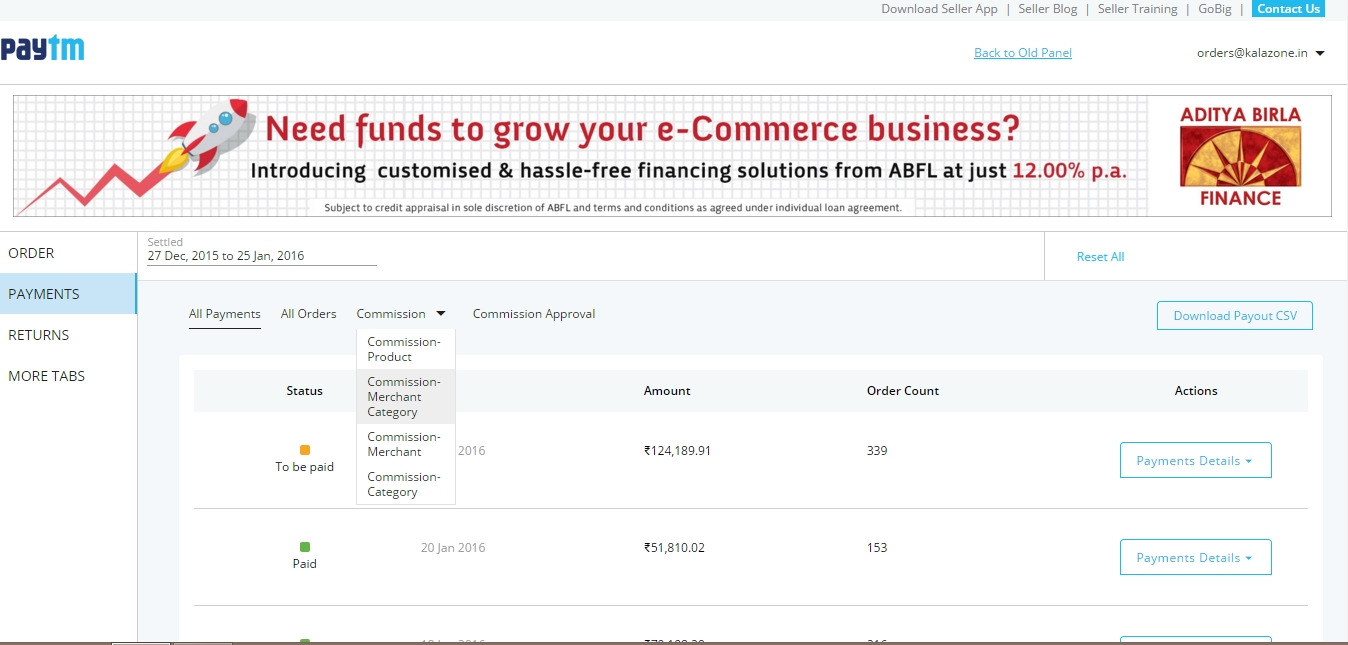 Download Seller App | Seller Blog | Seller Training | GoBig | Contact Us
paytm
Back to Old Panel
orders@kalazone.in
Need funds to grow your e-Commerce business?
Introducing customised & hassle-free financing solutions from ABFL at just 12.00% p.a.
Subject to credit appraisal in sole discretion of ABFL and terms and conditions as agreed under individual loan agreement.
ADITYA BIRLA
FINANCE
ORDER
PAYMENTS
RETURNS
MORE TABS
Settled
27 Dec, 2015 to 25 Jan, 2016
Reset All
All Payments All Orders Commission Commission Approval
Download Payout CSV
Commission-
Product
Commission-
Merchant
Category
Commission-
Merchant
Commission-
Category
Status Amount Order Count Actions
To be paid
2016 ₹124,189.91 339 Payments Details
Paid
20 Jan 2016 ₹51,810.02 153 Payments Details